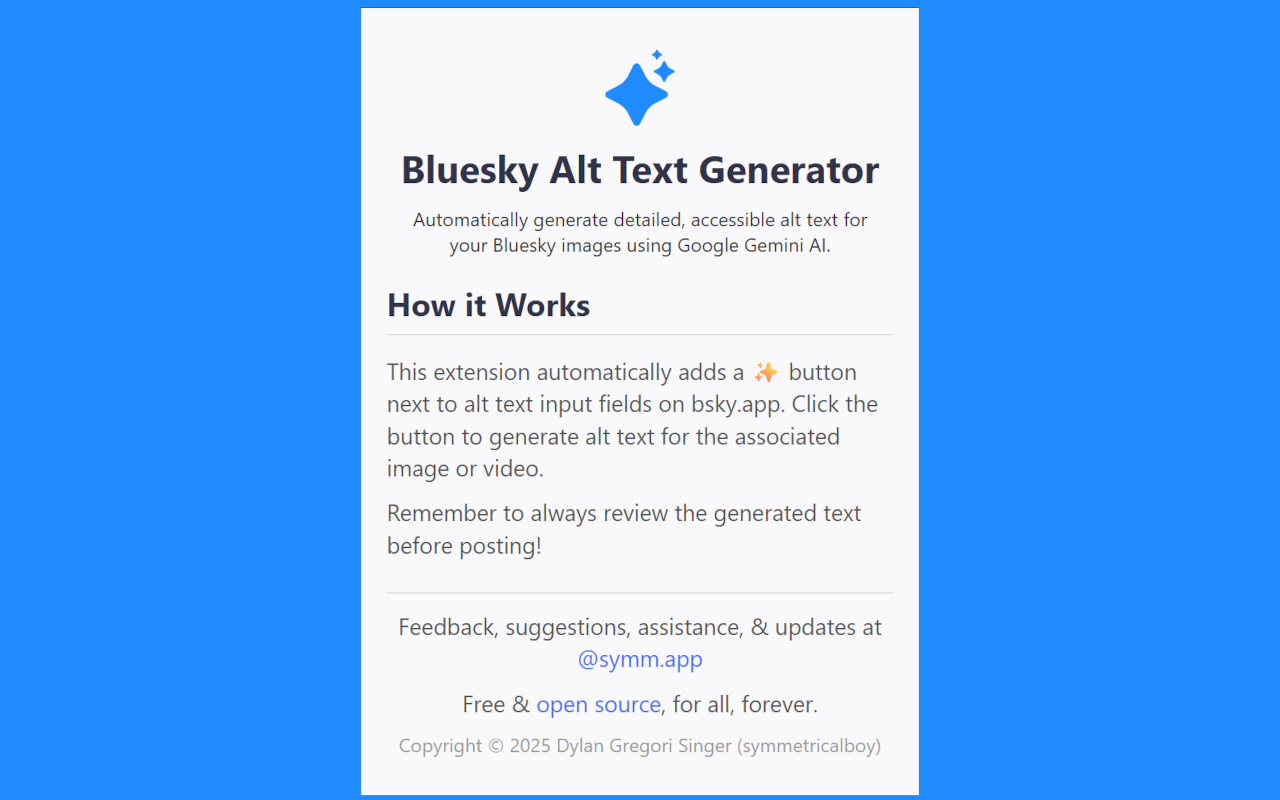 Bluesky Alt Text Generator
Automatically generate detailed, accessible alt text for
your Bluesky images using Google Gemini AI.
How it Works
This extension automatically adds a ✨ button
next to alt text input fields on bsky.app. Click the
button to generate alt text for the associated
image or video.
Remember to always review the generated text
before posting!
Feedback, suggestions, assistance, & updates at
@symm.app
Free & open source, for all, forever.
Copyright © 2025 Dylan Gregori Singer (symmetricalboy)